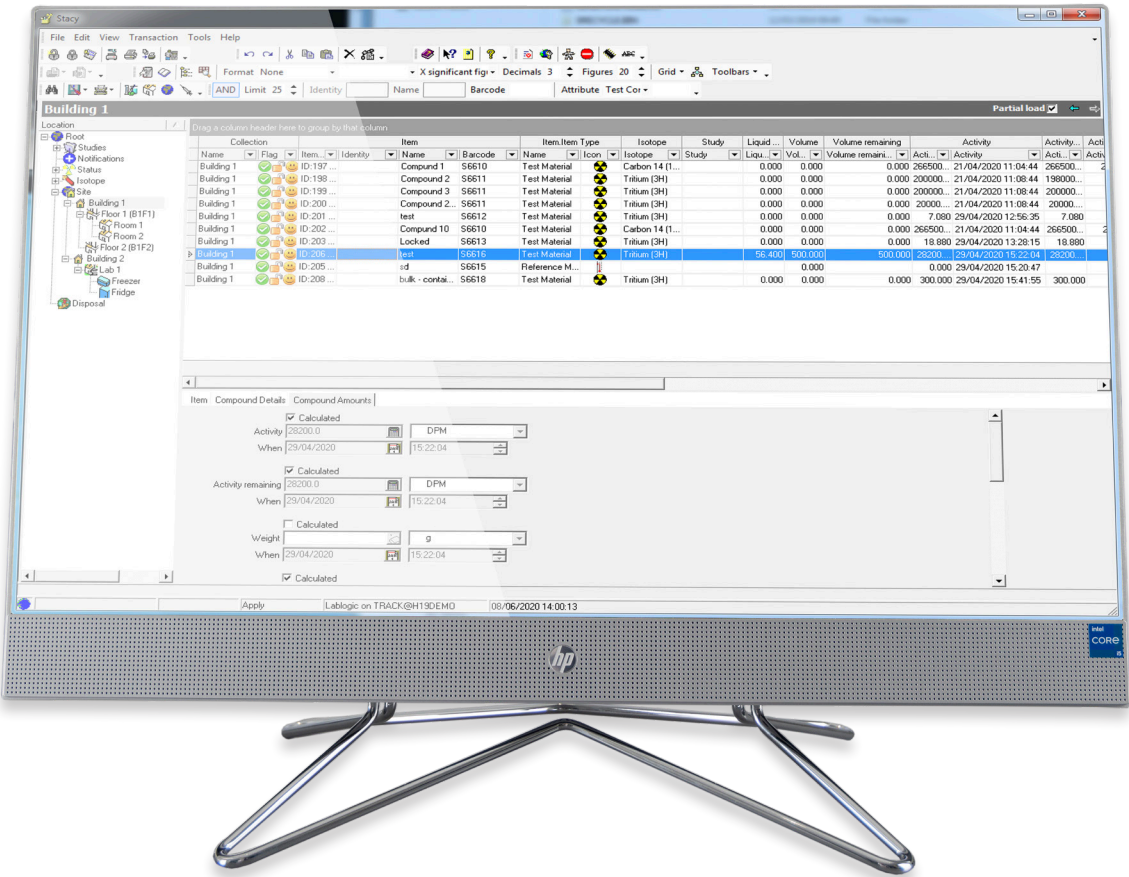 Stacy
File Edit View Transaction Tools Help
Format None X significant figi Decimals 3 Figures 20 Grid Toolbars
AND Limit 25 Identity Name Barcode Attribute Test Cor
Building 1 Partial load
Location
Drag a column header here to group by that column
Root
Studies
Notifications
Status
Isotope
Site
Building 1
Floor 1 (B1F1)
Room 1
Room 2
Floor 2 (B1F2)
Building 2
Lab 1
Freezer
Fridge
Disposal
Collection Item Item.Item Type Isotope Study Liquid ... Volume Volume remaining Activity Activity... Acti
Name Flag Item... Identity Name Barcode Name Icon Isotope Study Liqu... Vol... Volume remaini... Acti... Activity Acti... Activ
Building 1 ID:197 ... Compund 1 S6610 Test Material Carbon 14 (1... 0.000 0.000 0.000 266500... 21/04/2020 11:04:44 266500... 2
Building 1 ID:198 ... Compound 2 S6611 Test Material Tritium (3H) 0.000 0.000 0.000 200000... 21/04/2020 11:08:44 198000...
Building 1 ID:199 ... Compound 3 S6611 Test Material Tritium (3H) 0.000 0.000 0.000 200000... 21/04/2020 11:08:44 200000...
Building 1 ID:200 ... Compound 2... S6611 Test Material Tritium (3H) 0.000 0.000 0.000 20000.... 21/04/2020 11:08:44 20000....
Building 1 ID:201 ... test S6612 Test Material Tritium (3H) 0.000 0.000 0.000 7.080 29/04/2020 12:56:35 7.080
Building 1 ID:202 ... Compund 10 S6610 Test Material Carbon 14 (1... 0.000 0.000 0.000 266500... 21/04/2020 11:04:44 266500... 2
Building 1 ID:203 ... Locked S6613 Test Material Tritium (3H) 0.000 0.000 0.000 18.880 29/04/2020 13:28:15 18.880
Building 1 ID:206 ... test S6616 Test Material Tritium (3H) 56.400 500.000 500.000 28200.... 29/04/2020 15:22:04 28200....
Building 1 ID:205 ... sd S6615 Reference M... 0.000 0.000 29/04/2020 15:20:47
Building 1 ID:208 ... bulk - contai... S6618 Test Material Tritium (3H) 0.000 0.000 0.000 300.000 29/04/2020 15:41:55 300.000
Item Compound Details Compound Amounts
Calculated
Activity 28200.0 DPM
When 29/04/2020 15:22:04
Calculated
Activity remaining 28200.0 DPM
When 29/04/2020 15:22:04
Calculated
Weight g
When 29/04/2020 15:22:04
Calculated
Apply Lablogic on TRACK@H19DEMO 08/06/2020 14:00:13
hp
intel
CORE
i5